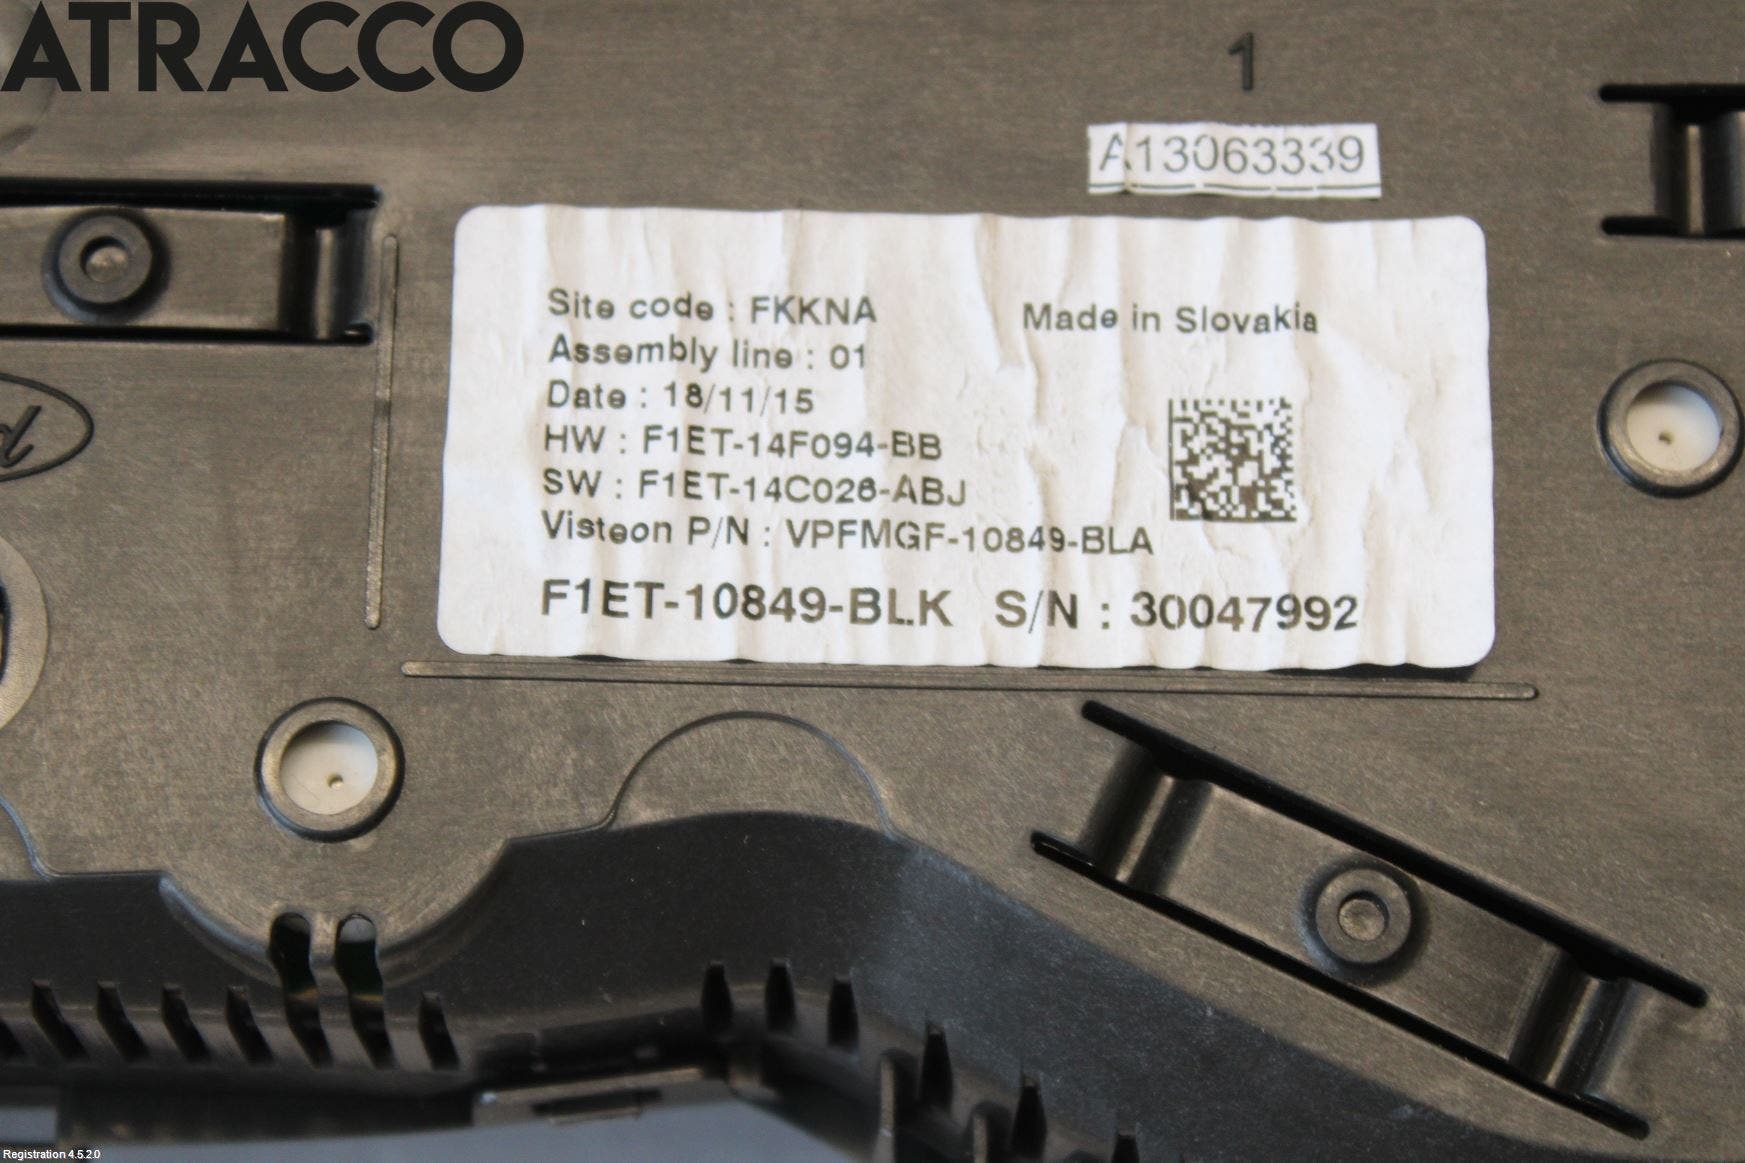 ATRACCO
1
A13063339
Site code : FKKNA
Made in Slovakia
Assembly line : 01
Date : 18/11/15
HW : F1ET-14F094-BB
SW : F1ET-14C026-ABJ
Visteon P/N : VPFMGF-10849-BLA
F1ET-10849-BLK S/N : 30047992
Registration 4.5.2.0